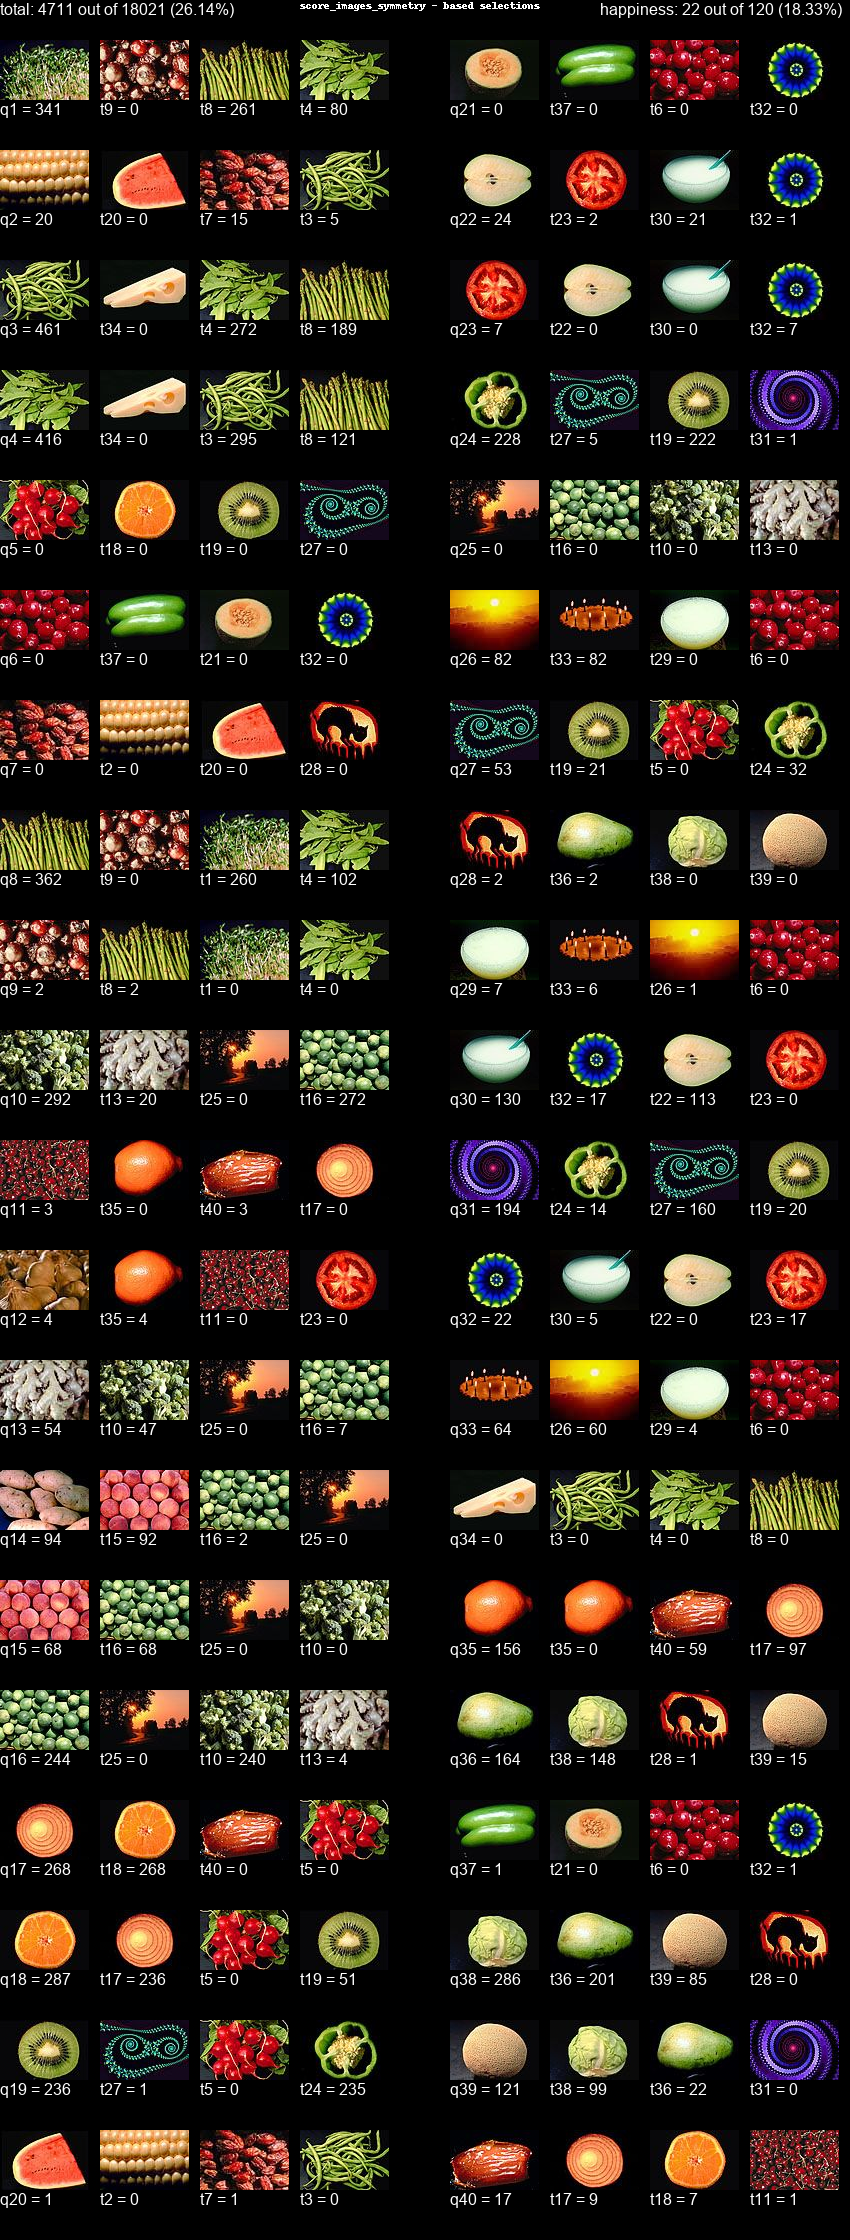 total: 4711 out of 18021 (26.14%) score_images_symmetry - based selections happiness: 22 out of 120 (18.33%)
q1 = 341 t9 = 0 t8 = 261 t4 = 80 q21 = 0 t37 = 0 t6 = 0 t32 = 0
q2 = 20 t20 = 0 t7 = 15 t3 = 5 q22 = 24 t23 = 2 t30 = 21 t32 = 1
q3 = 461 t34 = 0 t4 = 272 t8 = 189 q23 = 7 t22 = 0 t30 = 0 t32 = 7
q4 = 416 t34 = 0 t3 = 295 t8 = 121 q24 = 228 t27 = 5 t19 = 222 t31 = 1
q5 = 0 t18 = 0 t19 = 0 t27 = 0 q25 = 0 t16 = 0 t10 = 0 t13 = 0
q6 = 0 t37 = 0 t21 = 0 t32 = 0 q26 = 82 t33 = 82 t29 = 0 t6 = 0
q7 = 0 t2 = 0 t20 = 0 t28 = 0 q27 = 53 t19 = 21 t5 = 0 t24 = 32
q8 = 362 t9 = 0 t1 = 260 t4 = 102 q28 = 2 t36 = 2 t38 = 0 t39 = 0
q9 = 2 t8 = 2 t1 = 0 t4 = 0 q29 = 7 t33 = 6 t26 = 1 t6 = 0
q10 = 292 t13 = 20 t25 = 0 t16 = 272 q30 = 130 t32 = 17 t22 = 113 t23 = 0
q11 = 3 t35 = 0 t40 = 3 t17 = 0 q31 = 194 t24 = 14 t27 = 160 t19 = 20
q12 = 4 t35 = 4 t11 = 0 t23 = 0 q32 = 22 t30 = 5 t22 = 0 t23 = 17
q13 = 54 t10 = 47 t25 = 0 t16 = 7 q33 = 64 t26 = 60 t29 = 4 t6 = 0
q14 = 94 t15 = 92 t16 = 2 t25 = 0 q34 = 0 t3 = 0 t4 = 0 t8 = 0
q15 = 68 t16 = 68 t25 = 0 t10 = 0 q35 = 156 t35 = 0 t40 = 59 t17 = 97
q16 = 244 t25 = 0 t10 = 240 t13 = 4 q36 = 164 t38 = 148 t28 = 1 t39 = 15
q17 = 268 t18 = 268 t40 = 0 t5 = 0 q37 = 1 t21 = 0 t6 = 0 t32 = 1
q18 = 287 t17 = 236 t5 = 0 t19 = 51 q38 = 286 t36 = 201 t39 = 85 t28 = 0
q19 = 236 t27 = 1 t5 = 0 t24 = 235 q39 = 121 t38 = 99 t36 = 22 t31 = 0
q20 = 1 t2 = 0 t7 = 1 t3 = 0 q40 = 17 t17 = 9 t18 = 7 t11 = 1